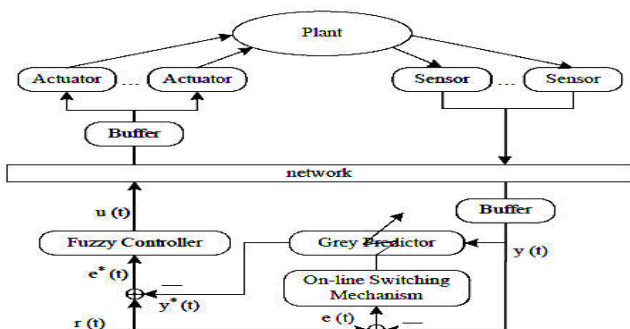 Plant
Actuator ... Actuator
Sensor ... Sensor
Buffer
network
u (t)
Buffer
Fuzzy Controller
Grey Predictor
y (t)
e* (t)
y* (t)
On-line Switching
Mechanism
r (t)
e (t)